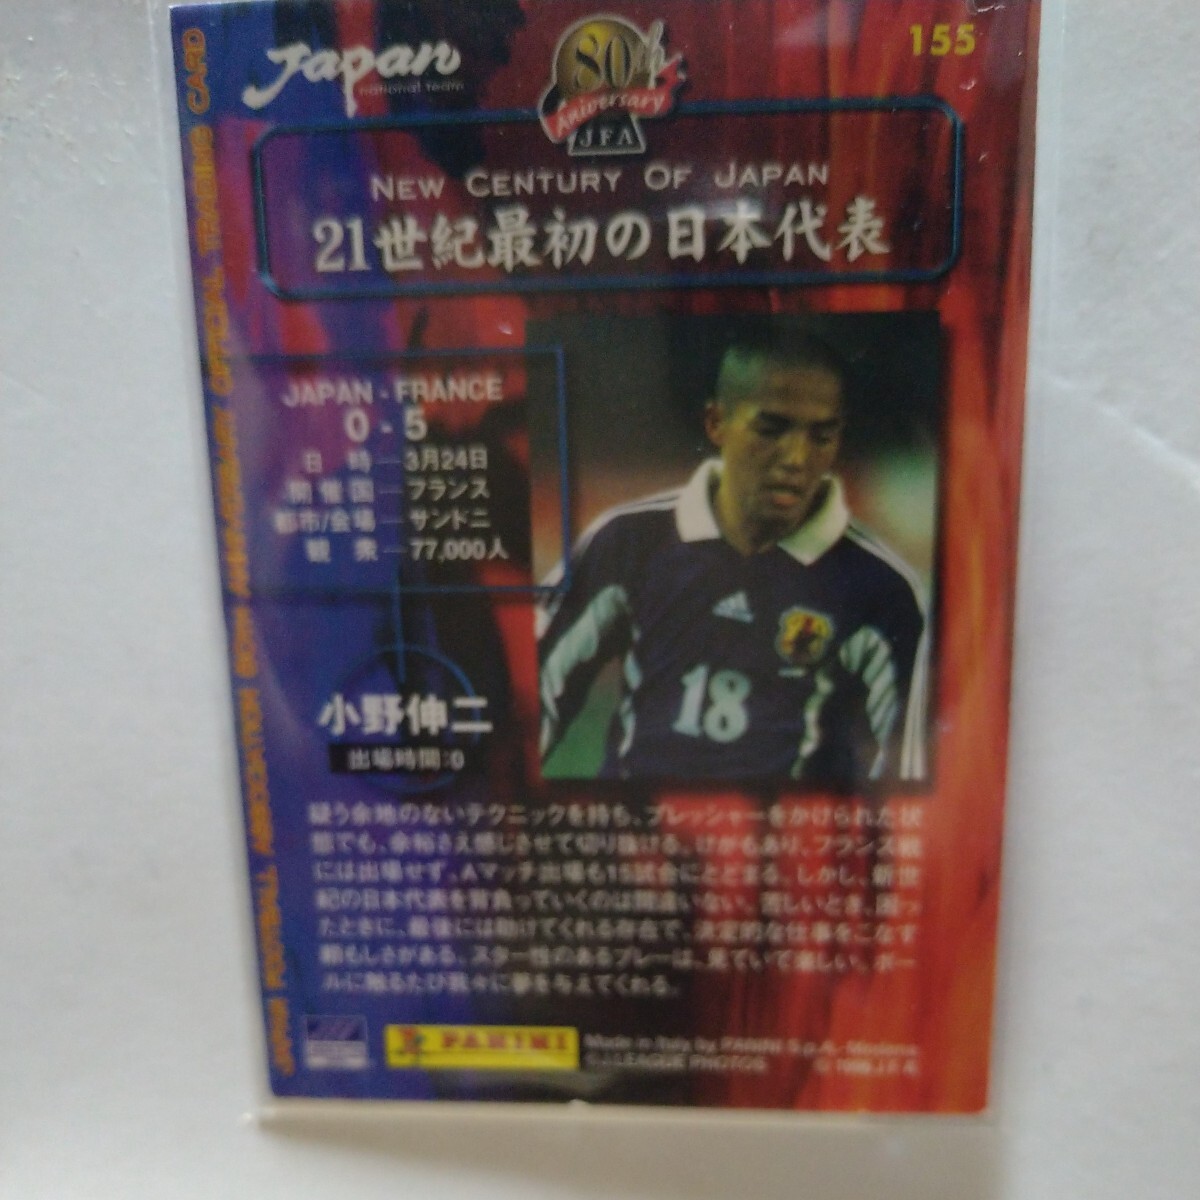 155
Japan
national team
80th
Aniversary
JFA
NEW CENTURY OF JAPAN
21世紀最初の日本代表
JAPAN FOOTBALL ASSOCIATION 80TH ANNIVERSARY OFFICIAL TRADING CARD
JAPAN - FRANCE
0 - 5
日 時 — 3月24日
開催国 — フランス
都市/会場 — サンドニ
観 衆 — 77,000人
18
小野伸二
出場時間:0
疑う余地のないテクニックを持ち、プレッシャーをかけられた状
態でも、余裕さえ感じさせて切り抜ける。けがもあり、フランス戦
には出場せず、Aマッチ出場も15試合にとどまる。しかし、新世
紀の日本代表を背負っていくのは間違いない。苦しいとき、困っ
たときに、最後には助けてくれる存在で、決定的な仕事をこなす
頼もしさがある。スター性のあるプレーは、見ていて楽しい。ボー
ルに触るたび我々に夢を与えてくれる。
PANINI
Made in Italy by PANINI S.p.A. - Modena
©J.LEAGUE PHOTOS
J.F.A.